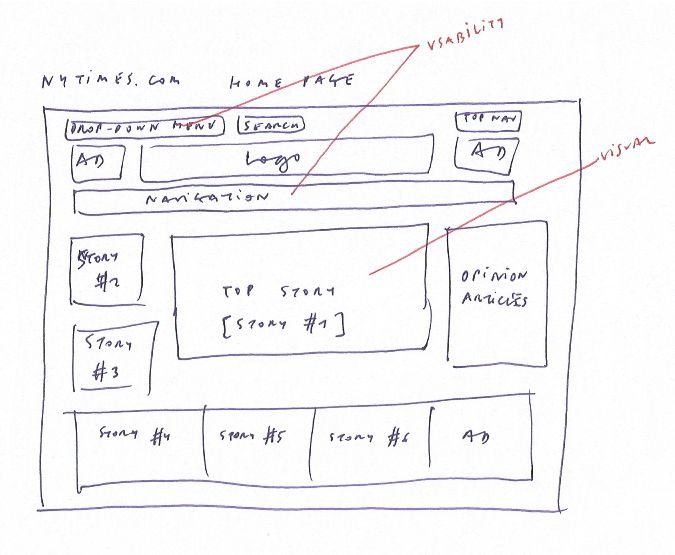 USABILITY
NYTIMES.COM HOME PAGE
DROP-DOWN MENU SEARCH TOP NAV
AD LOGO AD
VISUAL
NAVIGATION
STORY
#2
TOP STORY
[STORY #1]
OPINION
ARTICLES
STORY
#3
STORY #4 STORY #5 STORY #6 AD